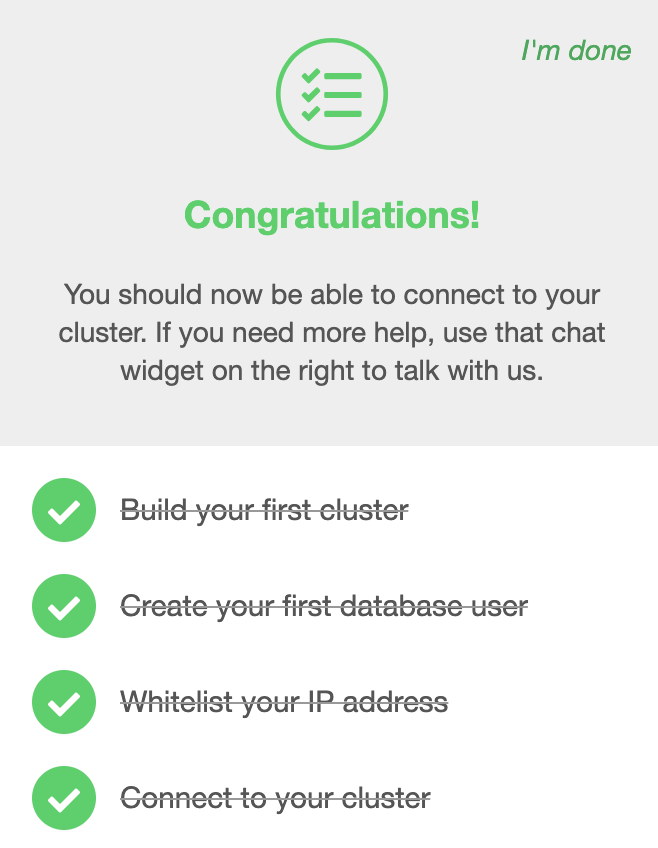 I'm done
Congratulations!
You should now be able to connect to your
cluster. If you need more help, use that chat
widget on the right to talk with us.
Build your first cluster
Create your first database user
Whitelist your IP address
Connect to your cluster